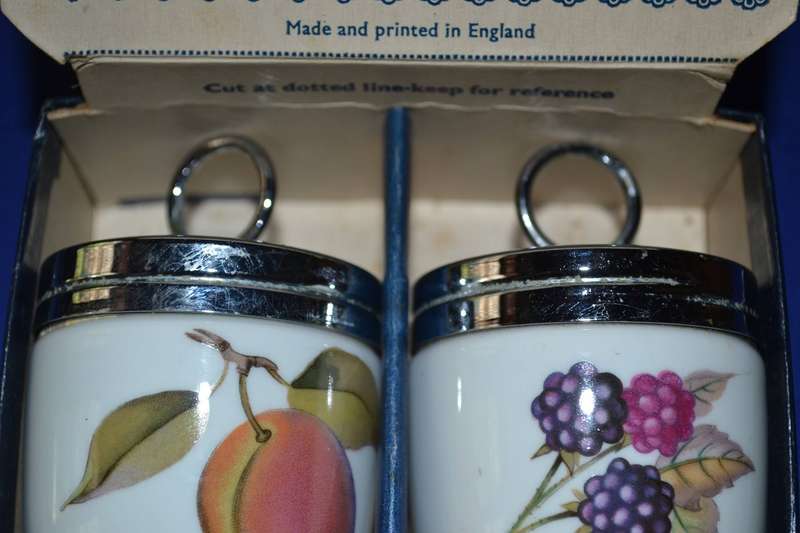 Made and printed in England
Cut at dotted line-keep for reference